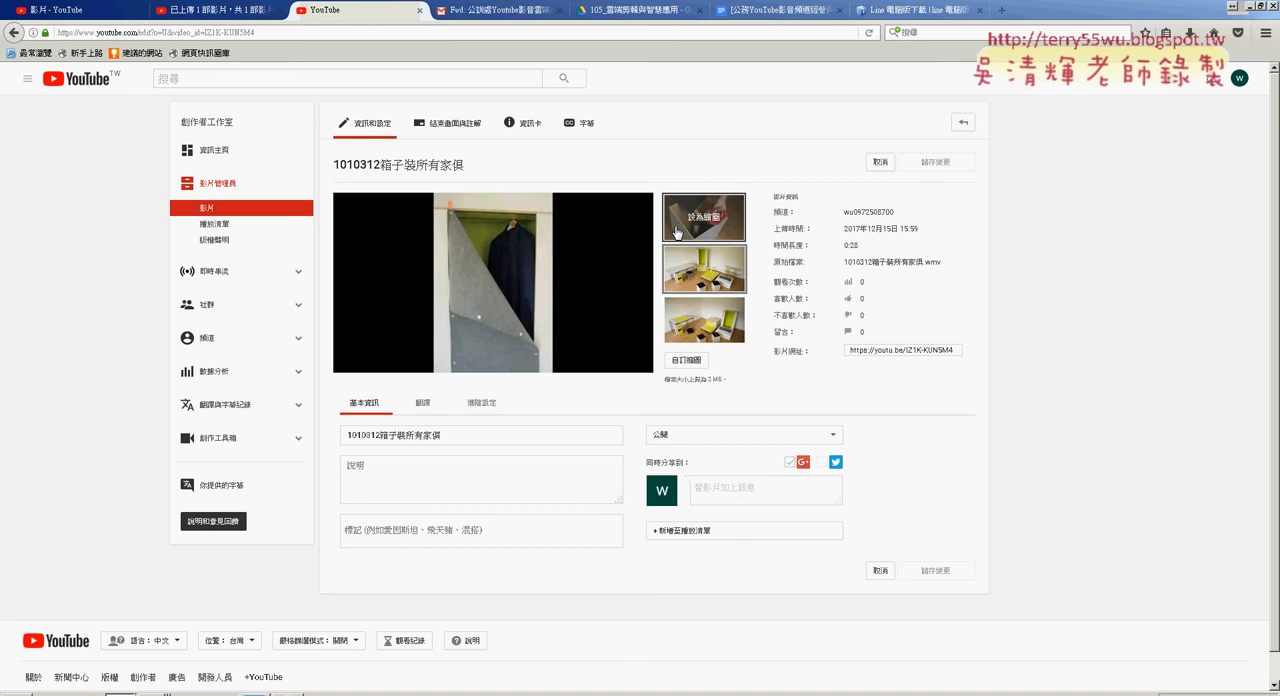 影片 - YouTube
已上傳 1 部影片，共 1 部影片
YouTube
Fwd: 公訓處Youtube影音雲端
105_雲端剪輯與智慧應用 - Go
[公務YouTube影音頻道經營與
Line 電腦版下載 ! line 電腦版
https://www.youtube.com/edit?o=U&video_id=IZ1K-KUN5M4
搜尋
最常瀏覽
新手上路
建議的網站
網頁快訊圖庫
http://terry55wu.blogspot.tw
吳清輝老師錄製
YouTube TW
搜尋
W
創作者工作室
資訊主頁
影片管理員
影片
播放清單
版權聲明
即時串流
社群
頻道
數據分析
翻譯與字幕記錄
創作工具箱
你提供的字幕
說明和意見回饋
資訊和設定
結束畫面與註解
資訊卡
字幕
1010312箱子裝所有家俱
取消
儲存變更
設為縮圖
自訂縮圖
檔案大小上限為 2 MB。
影片資訊
頻道：
wu0972508700
上傳時間：
2017年12月15日 15:59
時間長度：
0:28
原始檔案：
1010312箱子裝所有家俱.wmv
觀看次數：
0
喜歡人數：
0
不喜歡人數：
0
留言：
0
影片網址：
https://youtu.be/IZ1K-KUN5M4
基本資訊
翻譯
進階設定
1010312箱子裝所有家俱
說明
標記 (例如愛因斯坦、飛天豬、混搭)
公開
同時分享到：
G+
W
替影片加上訊息
+ 新增至播放清單
取消
儲存變更
YouTube
語言： 中文
位置： 台灣
嚴格篩選模式： 關閉
觀看紀錄
說明
關於
新聞中心
版權
創作者
廣告
開發人員
+YouTube